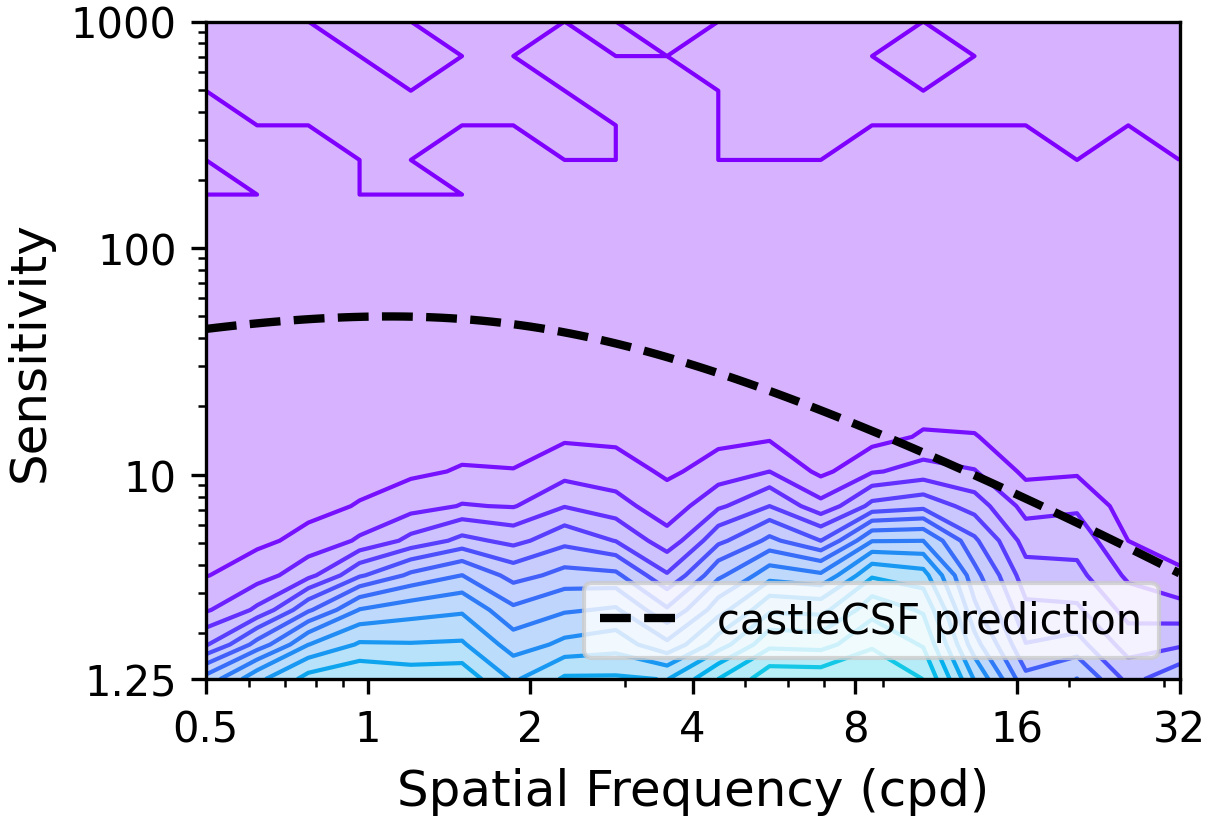 1000
100
10
1.25
Sensitivity
castleCSF prediction
0.5 1 2 4 8 16 32
Spatial Frequency (cpd)